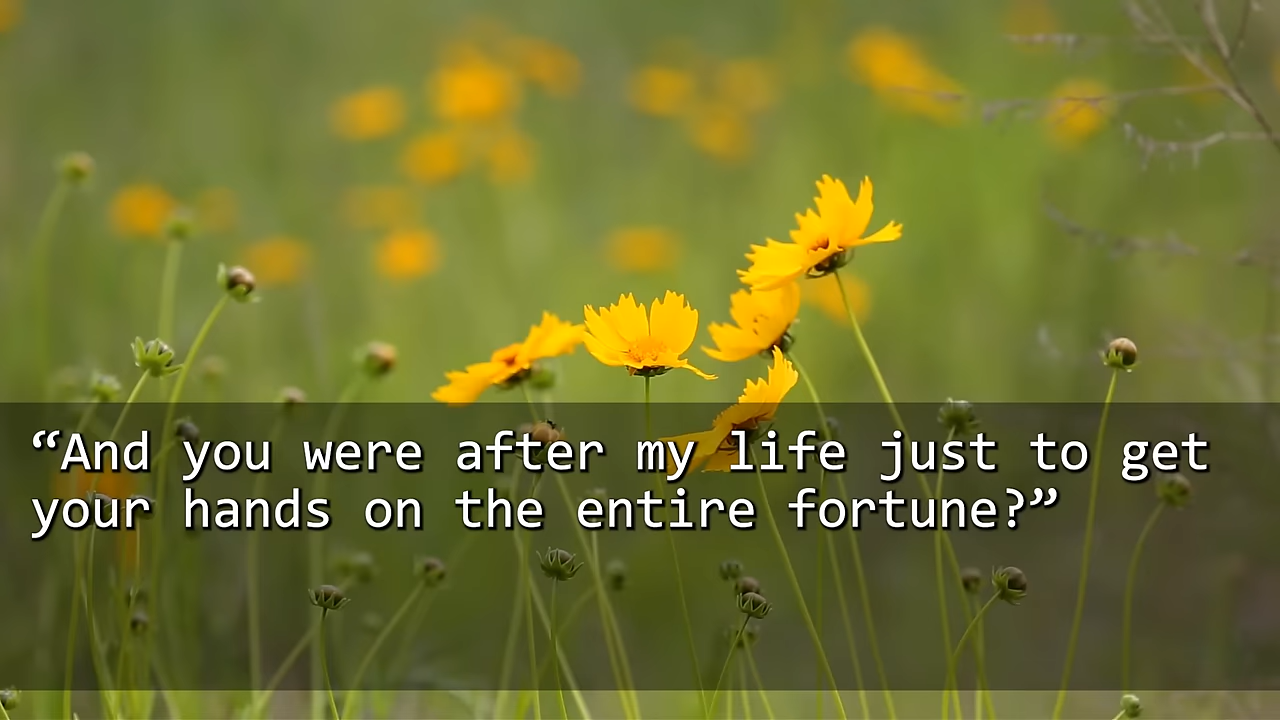 “And you were after my life just to get
your hands on the entire fortune?”